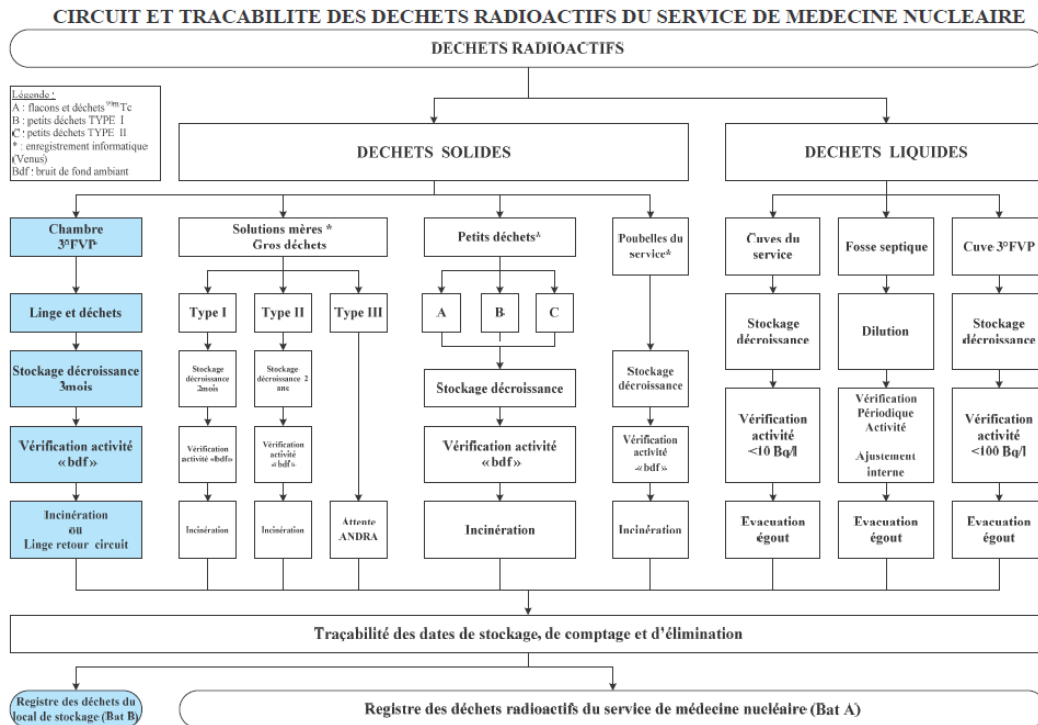 CIRCUIT ET TRACABILITE DES DECHETS RADIOACTIFS DU SERVICE DE MEDECINE NUCLEAIRE
DECHETS RADIOACTIFS
Légende :
A : flacons et déchets 99m Tc
B : petits déchets TYPE I
C : petits déchets TYPE II
* : enregistrement informatique
(Venus)
Bdf : bruit de fond ambiant
DECHETS SOLIDES
DECHETS LIQUIDES
Chambre
3°FVP
Solutions mères *
Gros déchets
Petits déchets*
Poubelles du
service*
Cuves du
service
Fosse septique
Cuve 3°FVP
Linge et déchets
Type I
Type II
Type III
A
B
C
Stockage
décroissance
Dilution
Stockage
décroissance
Stockage décroissance
3mois
Stockage
décroissance
2mois
Stockage
décroissance 2
anc
Stockage décroissance
Stockage
décroissance
Vérification
activité
<10 Bq/l
Vérification
Périodique
Activité
Ajustement
interne
Vérification
activité
<100 Bq/l
Vérification activité
«bdf»
Vérification
activité «bdf»
Vérification
activité
«bdf»
Vérification activité
«bdf»
Vérification
activité
«bdf»
Incinération
ou
Linge retour circuit
Incinération
Incinération
Attente
ANDRA
Incinération
Incinération
Evacuation
égout
Evacuation
égout
Evacuation
égout
Traçabilité des dates de stockage, de comptage et d'élimination
Registre des déchets du
local de stockage (Bat B)
Registre des déchets radioactifs du service de médecine nucléaire (Bat A)